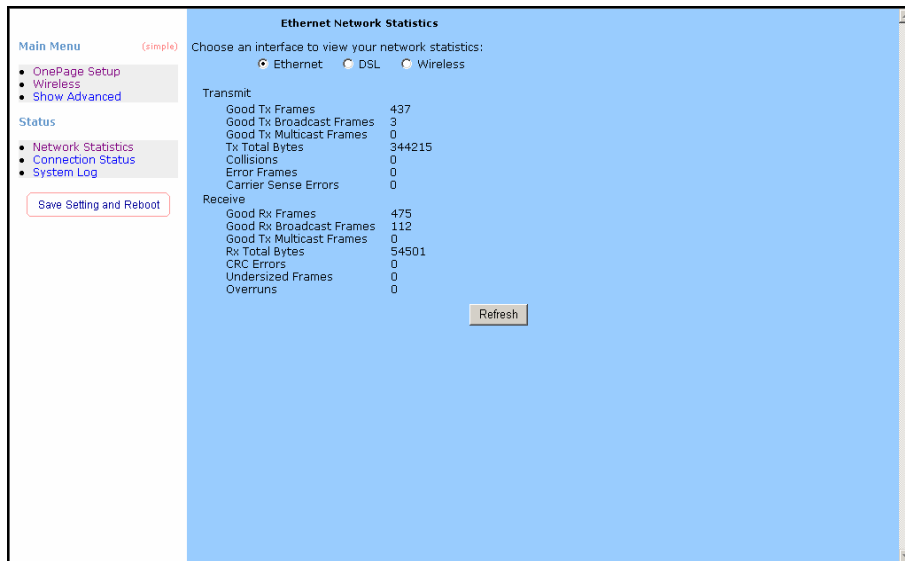 Ethernet Network Statistics
Main Menu (simple)
OnePage Setup
Wireless
Show Advanced
Status
Network Statistics
Connection Status
System Log
Save Setting and Reboot
Choose an interface to view your network statistics:
Ethernet DSL Wireless
Transmit
Good Tx Frames 437
Good Tx Broadcast Frames 3
Good Tx Multicast Frames 0
Tx Total Bytes 344215
Collisions 0
Error Frames 0
Carrier Sense Errors 0
Receive
Good Rx Frames 475
Good Rx Broadcast Frames 112
Good Tx Multicast Frames 0
Rx Total Bytes 54501
CRC Errors 0
Undersized Frames 0
Overruns 0
Refresh